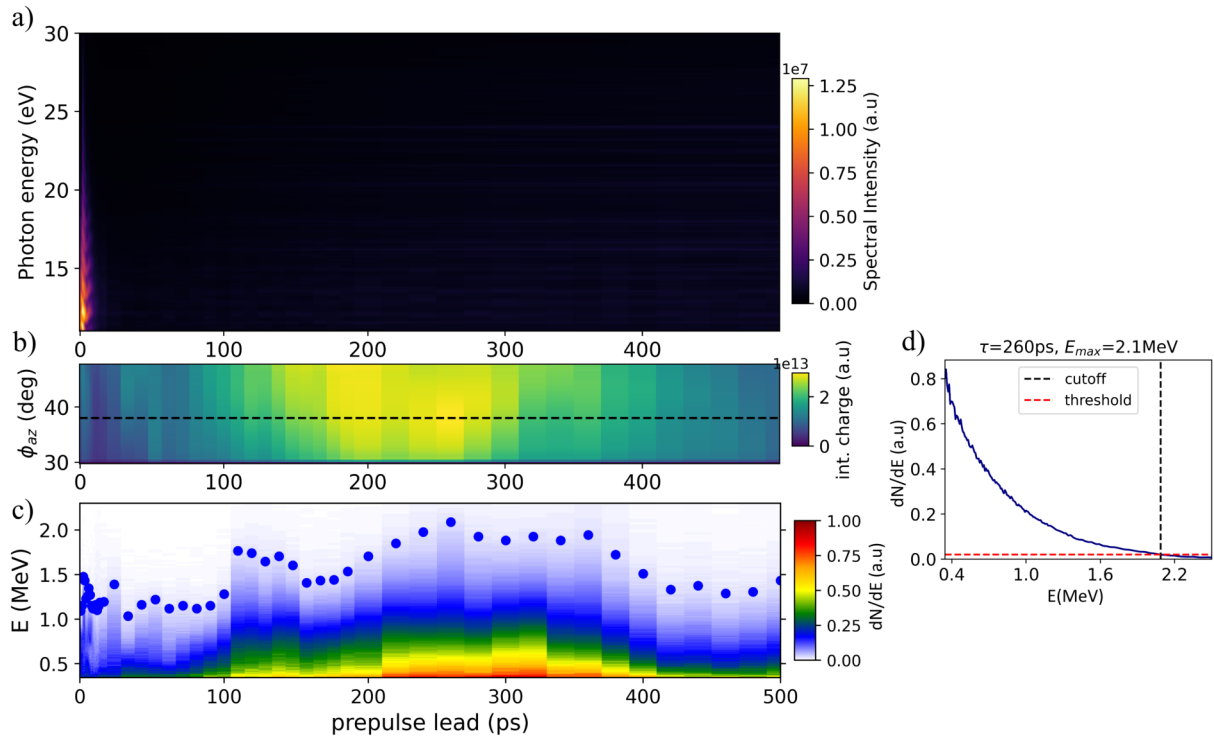 a)
30
25
20
15
Photon energy (eV)
0 100 200 300 400
1e7
1.25
1.00
0.75
0.50
0.25
0.00
Spectral Intensity (a.u)
b)
40
30
ϕaz (deg)
0 100 200 300 400
1e13
2
0
int. charge (a.u)
c)
2.0
1.5
1.0
0.5
E (MeV)
0 100 200 300 400 500
prepulse lead (ps)
1.00
0.75
0.50
0.25
0.00
dN/dE (a.u)
d)
τ=260ps, Emax=2.1MeV
cutoff
threshold
0.8
0.6
0.4
0.2
0.0
dN/dE (a.u)
0.4 1.0 1.6 2.2
E(MeV)